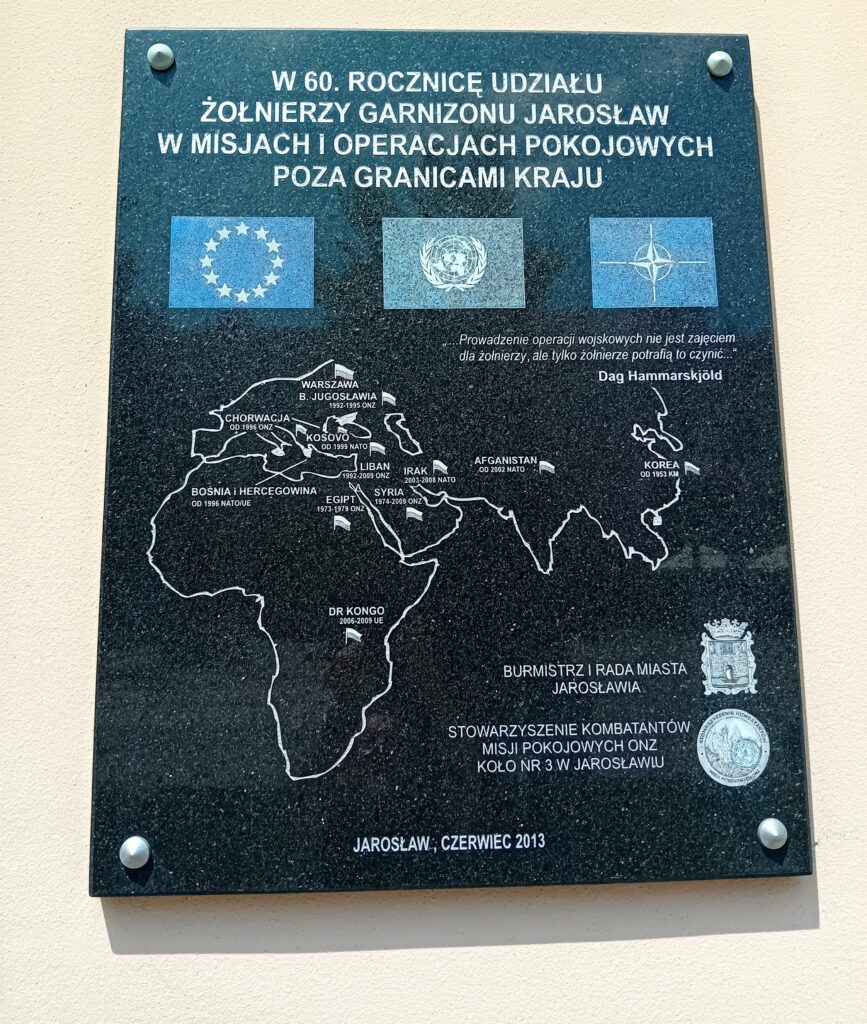 W 60. ROCZNICĘ UDZIAŁU
ŻOŁNIERZY GARNIZONU JAROSŁAW
W MISJACH I OPERACJACH POKOJOWYCH
POZA GRANICAMI KRAJU
„...Prowadzenie operacji wojskowych nie jest zajęciem
dla żołnierzy, ale tylko żołnierze potrafią to czynić..."
Dag Hammarskjöld
WARSZAWA
B. JUGOSŁAWIA
1992-1995 ONZ
CHORWACJA
OD 1996 ONZ
KOSOVO
OD 1999 NATO
LIBAN
1992-2009 ONZ
IRAK
2003-2008 NATO
AFGANISTAN
OD 2002 NATO
KOREA
OD 1953 KM
BOŚNIA i HERCEGOWINA
OD 1996 NATO/UE
EGIPT
1973-1979 ONZ
SYRIA
1974-2009 ONZ
DR KONGO
2006-2009 UE
BURMISTRZ I RADA MIASTA
JAROSŁAWIA
STOWARZYSZENIE KOMBATANTÓW
MISJI POKOJOWYCH ONZ
KOŁO NR 3 W JAROSŁAWIU
JAROSŁAW , CZERWIEC 2013